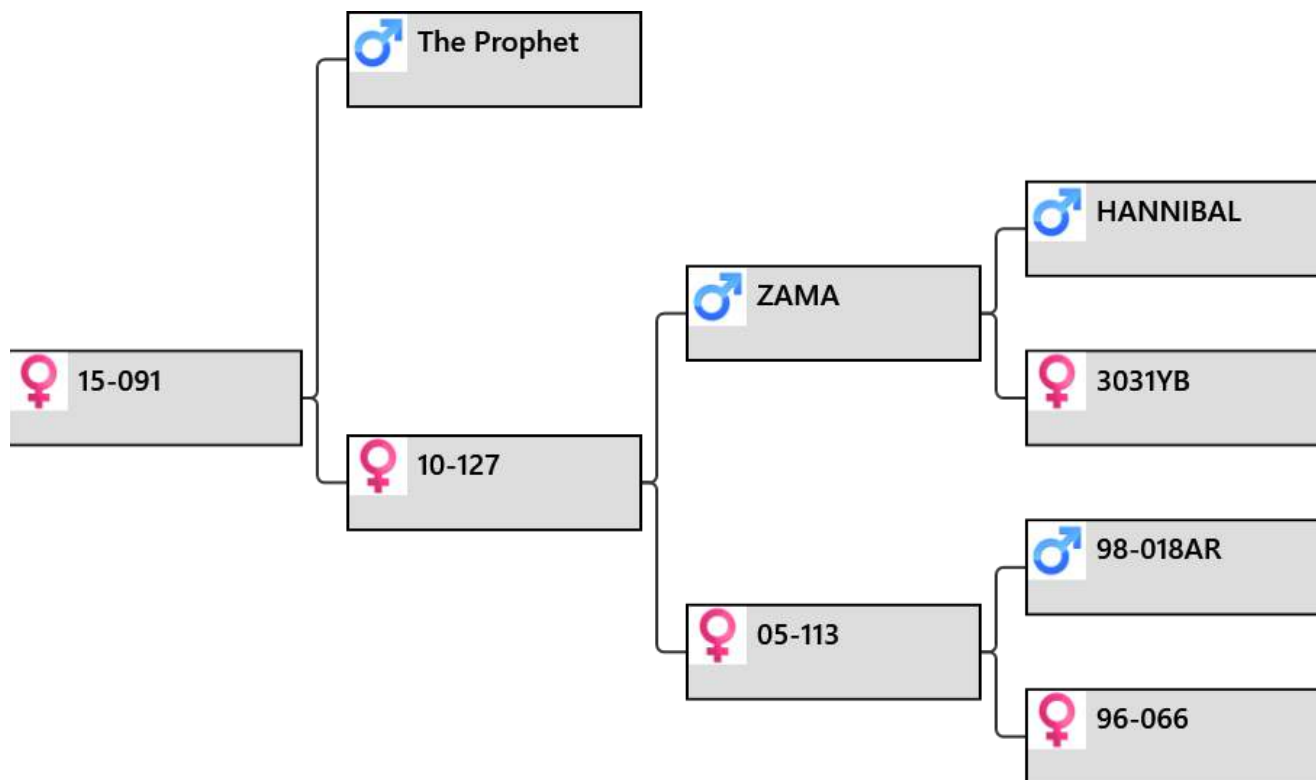 The Prophet
HANNIBAL
ZAMA
15-091
3031YB
10-127
98-018AR
05-113
96-066